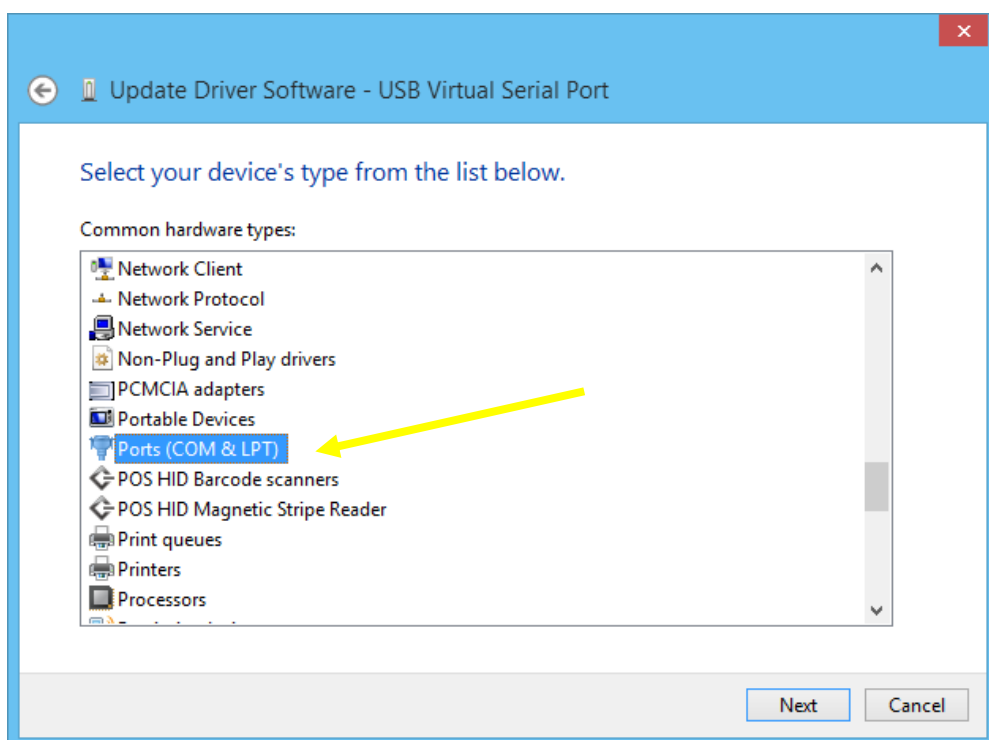 Update Driver Software - USB Virtual Serial Port
Select your device's type from the list below.
Common hardware types:
Network Client
Network Protocol
Network Service
Non-Plug and Play drivers
PCMCIA adapters
Portable Devices
Ports (COM & LPT)
POS HID Barcode scanners
POS HID Magnetic Stripe Reader
Print queues
Printers
Processors
Next Cancel